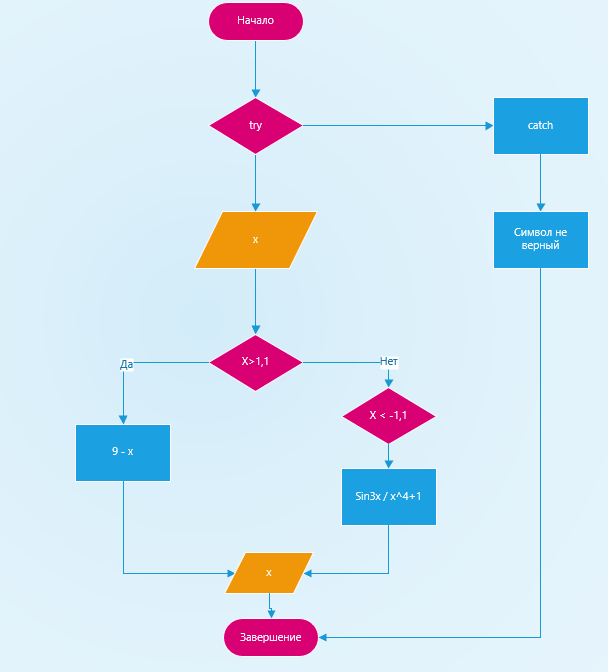 Начало
try
catch
x
Символ не
верный
X>1,1
Да
Нет
X < -1,1
9 - x
Sin3x / x^4+1
x
Завершение